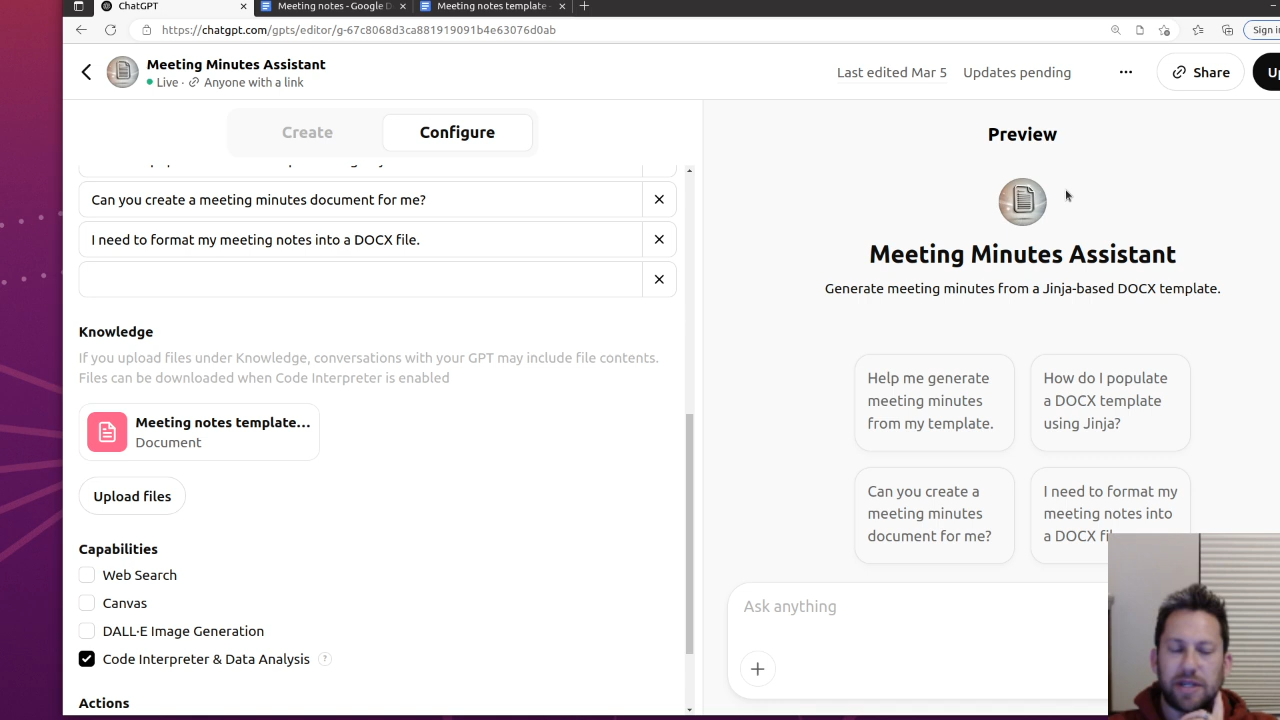 ChatGPT
Meeting notes - Google D
Meeting notes template -
https://chatgpt.com/gpts/editor/g-67c8068d3ca881919091b4e63076d0ab
Sign i
Meeting Minutes Assistant
Live · Anyone with a link
Last edited Mar 5
Updates pending
Share
Up
Create
Configure
Can you create a meeting minutes document for me?
I need to format my meeting notes into a DOCX file.
Knowledge
If you upload files under Knowledge, conversations with your GPT may include file contents.
Files can be downloaded when Code Interpreter is enabled
Meeting notes template...
Document
Upload files
Capabilities
Web Search
Canvas
DALL·E Image Generation
Code Interpreter & Data Analysis ?
Actions
Preview
Meeting Minutes Assistant
Generate meeting minutes from a Jinja-based DOCX template.
Help me generate
meeting minutes
from my template.
How do I populate
a DOCX template
using Jinja?
Can you create a
meeting minutes
document for me?
I need to format my
meeting notes into
a DOCX fi
Ask anything